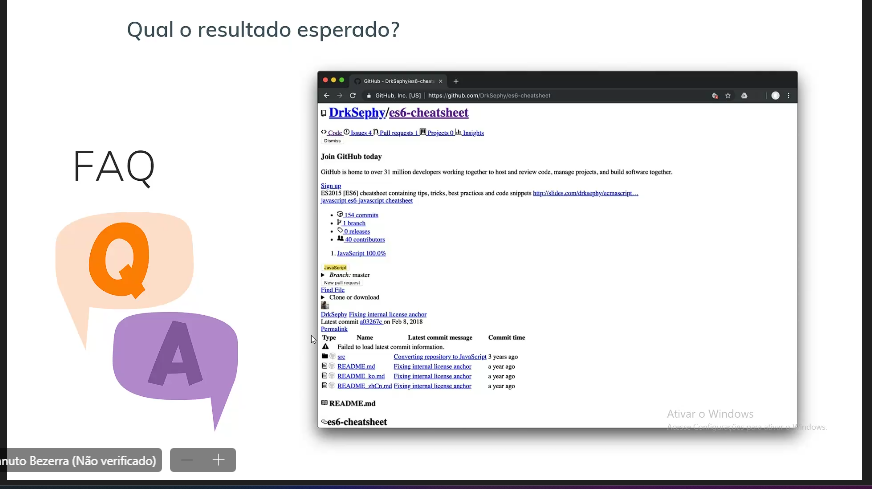 Qual o resultado esperado?
GitHub - DrkSephy/es6-cheats
GitHub, Inc. [US] | https://github.com/DrkSephy/es6-cheatsheet
DrkSephy/es6-cheatsheet
Code Issues 4 Pull requests 1 Projects 0 Insights
Dismiss
Join GitHub today
GitHub is home to over 31 million developers working together to host and review code, manage projects, and build software together.
Sign up
ES2015 [ES6] cheatsheet containing tips, tricks, best practices and code snippets http://slides.com/drksephy/ecmascript…
javascript es6-javascript cheatsheet
154 commits
1 branch
0 releases
40 contributors
1. JavaScript 100.0%
JavaScript
Branch: master
New pull request
Find File
Clone or download
DrkSephy Fixing internal license anchor
Latest commit a03267c on Feb 8, 2018
Permalink
Type Name Latest commit message Commit time
Failed to load latest commit information.
src Converting repository to JavaScript 3 years ago
README.md Fixing internal license anchor a year ago
README_ko.md Fixing internal license anchor a year ago
README_zhCn.md Fixing internal license anchor a year ago
README.md
es6-cheatsheet
FAQ
Q
A
Ativar o Windows
nuto Bezerra (Não verificado)